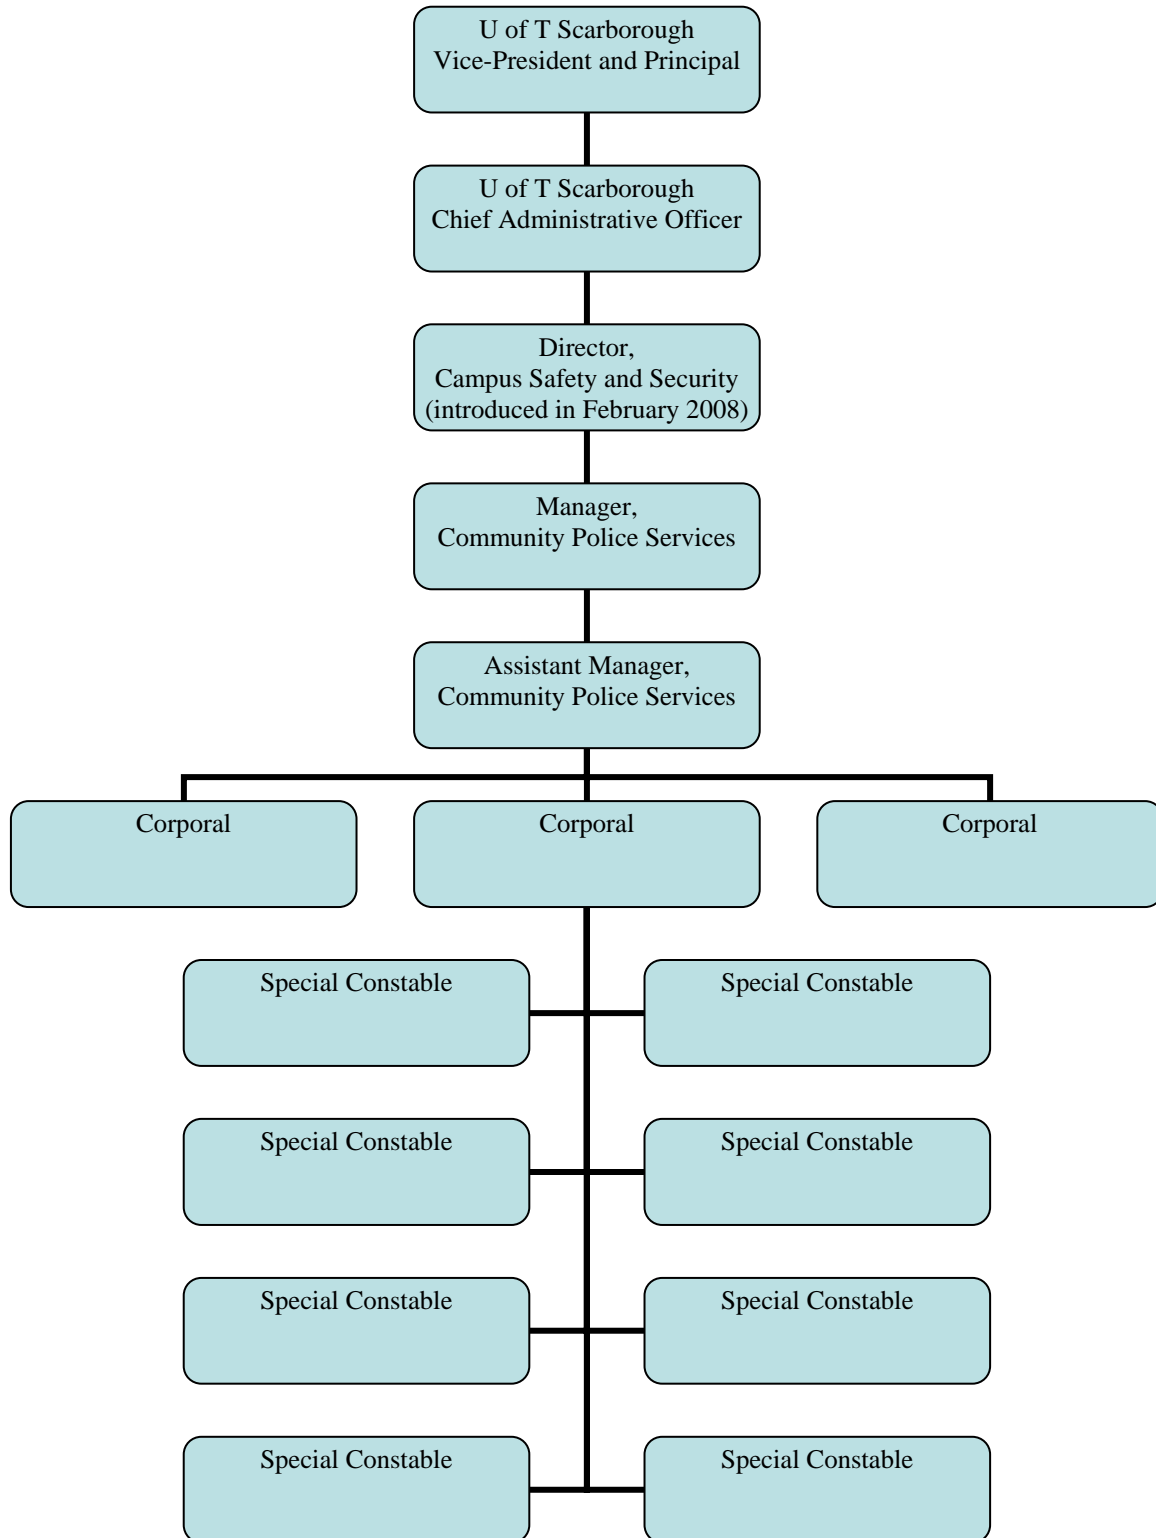 U of T Scarborough
Vice-President and Principal
U of T Scarborough
Chief Administrative Officer
Director,
Campus Safety and Security
(introduced in February 2008)
Manager,
Community Police Services
Assistant Manager,
Community Police Services
Corporal
Corporal
Corporal
Special Constable
Special Constable
Special Constable
Special Constable
Special Constable
Special Constable
Special Constable
Special Constable